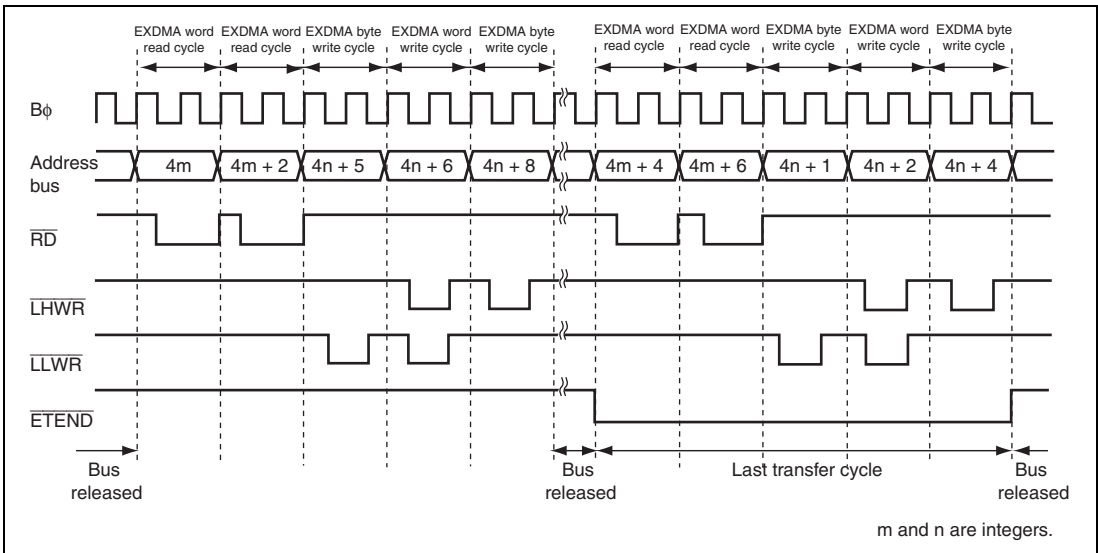 EXDMA word read cycle
EXDMA word read cycle
EXDMA byte write cycle
EXDMA word write cycle
EXDMA byte write cycle
EXDMA word read cycle
EXDMA word read cycle
EXDMA byte write cycle
EXDMA word write cycle
EXDMA byte write cycle
Bϕ
Address bus
4m
4m + 2
4n + 5
4n + 6
4n + 8
4m + 4
4m + 6
4n + 1
4n + 2
4n + 4
RD
LHWR
LLWR
ETEND
Bus released
Bus released
Last transfer cycle
Bus released
m and n are integers.